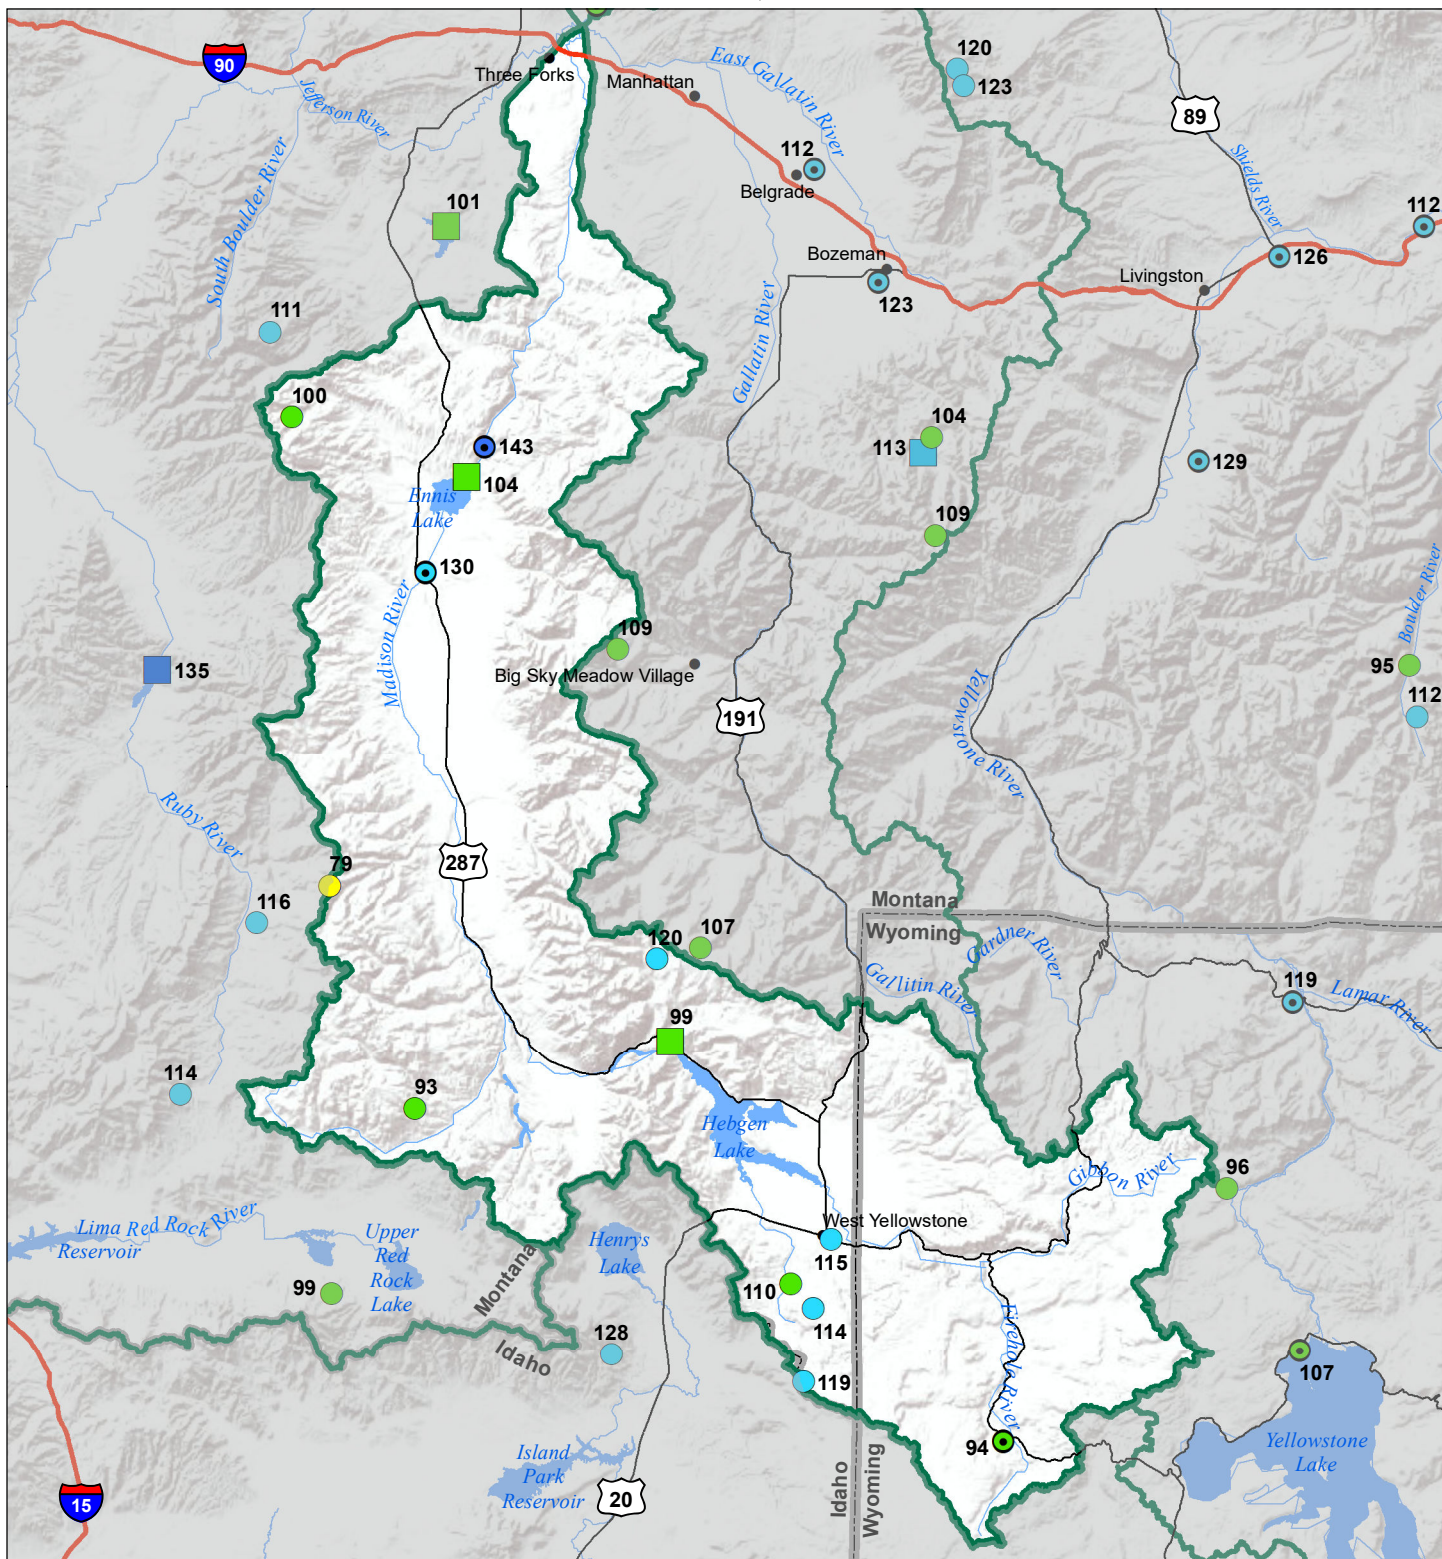 90
Three Forks
Manhattan
East Gallatin River
120
123
89
Jefferson River
South Boulder River
101
112
Belgrade
Shields River
112
126
Bozeman
123
Livingston
111
Gallatin River
100
143
104
Ennis
Lake
104
113
129
109
130
Madison River
109
Big Sky Meadow Village
191
135
Yellowstone River
Boulder River
95
112
Ruby River
287
79
116
120
107
Montana
Wyoming
Gallitin River
Gardner River
119
Lamar River
99
114
93
Hebgen
Lake
Gibbon River
96
Lima
Reservoir
Red Rock River
Upper
Red
Rock
Lake
Montana
Idaho
Henrys
Lake
West Yellowstone
115
110
114
99
128
119
Firehole River
107
94
Yellowstone
Lake
Island
Park
Reservoir
20
Idaho
Wyoming
15